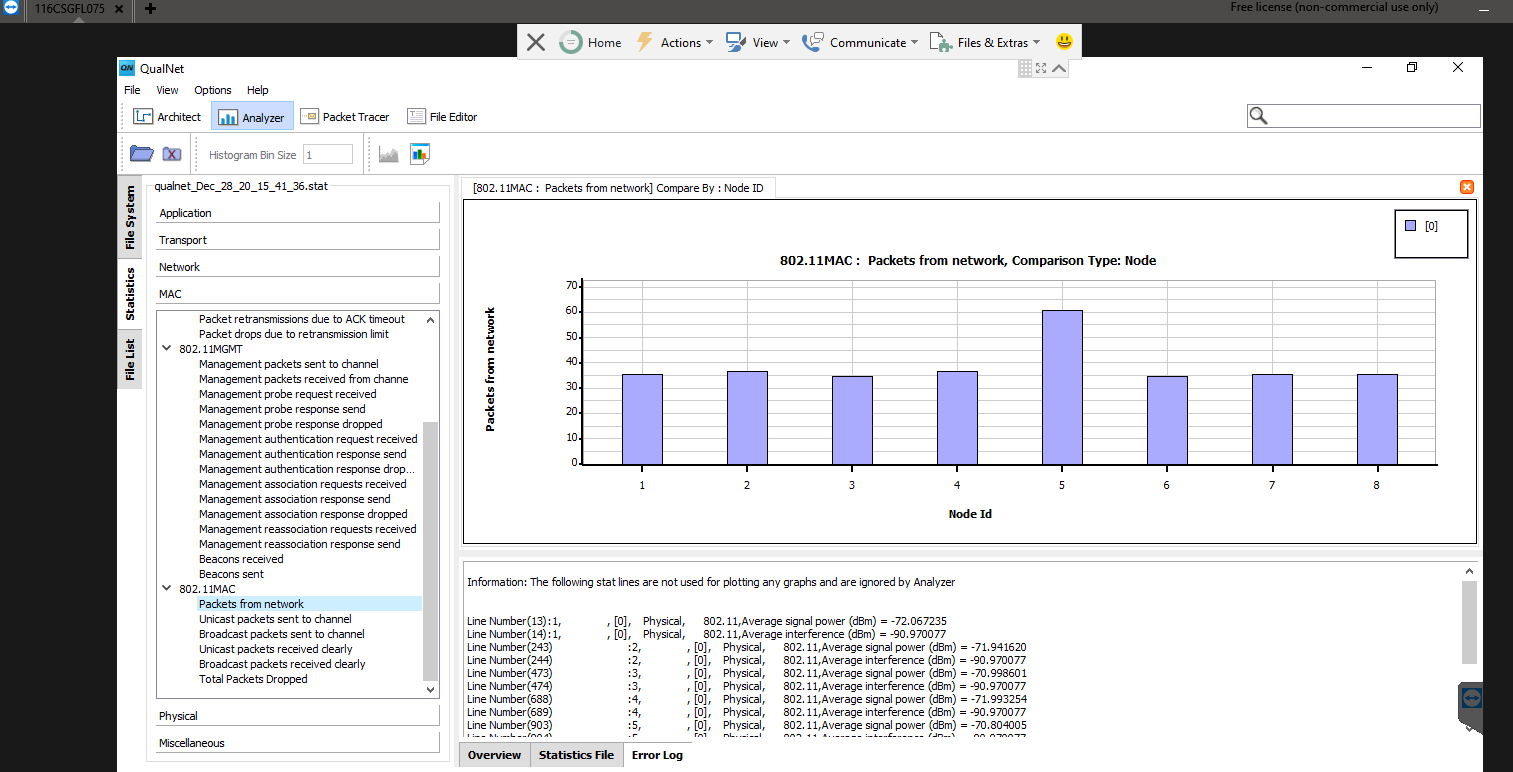 116CSGFL075
Free license (non-commercial use only)
Home Actions View Communicate Files & Extras
QN QualNet
File View Options Help
Architect Analyzer Packet Tracer File Editor
Histogram Bin Size 1
File System
Statistics
File List
qualnet_Dec_28_20_15_41_36.stat
Application
Transport
Network
MAC
Packet retransmissions due to ACK timeout
Packet drops due to retransmission limit
802.11MGMT
Management packets sent to channel
Management packets received from channe
Management probe request received
Management probe response send
Management probe response dropped
Management authentication request received
Management authentication response send
Management authentication response drop...
Management association requests received
Management association response send
Management association response dropped
Management reassociation requests received
Management reassociation response send
Beacons received
Beacons sent
802.11MAC
Packets from network
Unicast packets sent to channel
Broadcast packets sent to channel
Unicast packets received clearly
Broadcast packets received clearly
Total Packets Dropped
Physical
Miscellaneous
[802.11MAC : Packets from network] Compare By : Node ID
[0]
802.11MAC : Packets from network, Comparison Type: Node
Packets from network
70
60
50
40
30
20
10
0
1 2 3 4 5 6 7 8
Node Id
Information: The following stat lines are not used for plotting any graphs and are ignored by Analyzer
Line Number(13):1, , [0], Physical, 802.11,Average signal power (dBm) = -72.067235
Line Number(14):1, , [0], Physical, 802.11,Average interference (dBm) = -90.970077
Line Number(243) :2, , [0], Physical, 802.11,Average signal power (dBm) = -71.941620
Line Number(244) :2, , [0], Physical, 802.11,Average interference (dBm) = -90.970077
Line Number(473) :3, , [0], Physical, 802.11,Average signal power (dBm) = -70.998601
Line Number(474) :3, , [0], Physical, 802.11,Average interference (dBm) = -90.970077
Line Number(688) :4, , [0], Physical, 802.11,Average signal power (dBm) = -71.993254
Line Number(689) :4, , [0], Physical, 802.11,Average interference (dBm) = -90.970077
Line Number(903) :5, , [0], Physical, 802.11,Average signal power (dBm) = -70.804005
Overview Statistics File Error Log